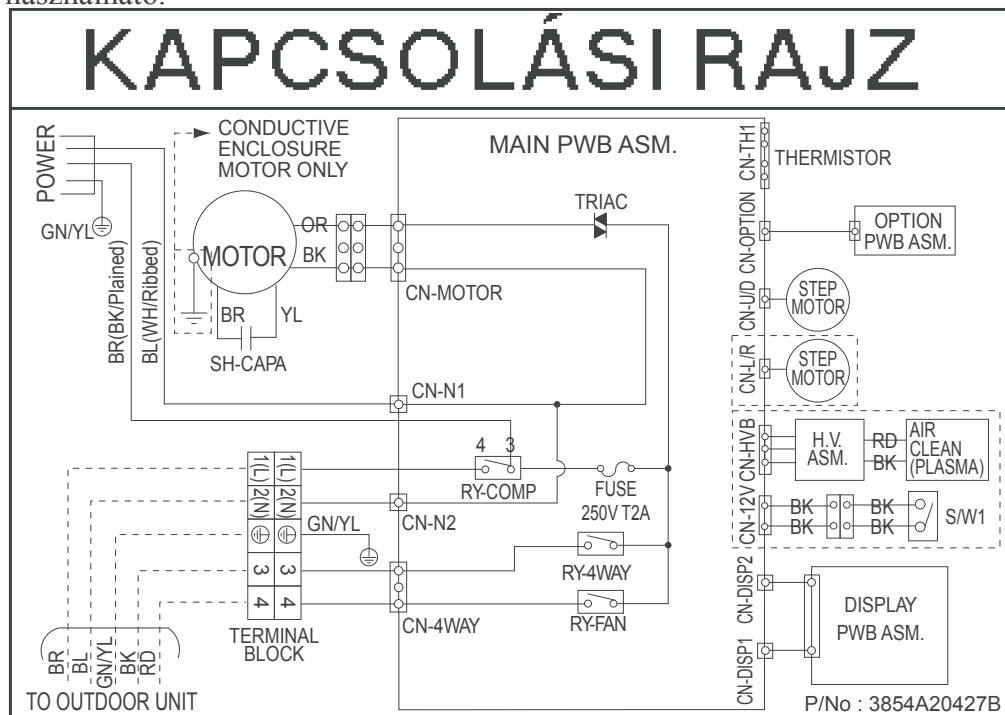 használható.
KAPCSOLÁSI RAJZ
POWER
GN/YL
BR(BK/Plained)
BL(WH/Ribbed)
CONDUCTIVE
ENCLOSURE
MOTOR ONLY
MOTOR
OR
BK
BR
YL
SH-CAPA
MAIN PWB ASM.
TRIAC
CN-MOTOR
CN-N1
4 3
RY-COMP
FUSE
250V T2A
CN-N2
RY-4WAY
RY-FAN
CN-4WAY
1(L) 1(L)
2(N) 2(N)
GN/YL
3 3
4 4
TERMINAL
BLOCK
BR
BL
GN/YL
BK
RD
TO OUTDOOR UNIT
CN-TH1
THERMISTOR
CN-OPTION
OPTION
PWB ASM.
CN-U/D
STEP
MOTOR
CN-L/R
STEP
MOTOR
CN-HVB
H.V.
ASM.
RD
BK
AIR
CLEAN
(PLASMA)
CN-12V
BK BK
BK BK
S/W1
CN-DISP2
CN-DISP1
DISPLAY
PWB ASM.
P/No : 3854A20427B